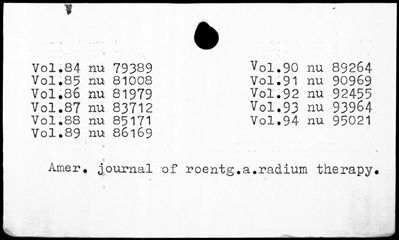 Vol.84 nu 79389
Vol.85 nu 81008
Vol.86 nu 81979
Vol.87 nu 83712
Vol.88 nu 85171
Vol.89 nu 86169
Vol.90 nu 89264
Vol.91 nu 90969
Vol.92 nu 92455
Vol.93 nu 93964
Vol.94 nu 95021
Amer. journal of roentg.a.radium therapy.